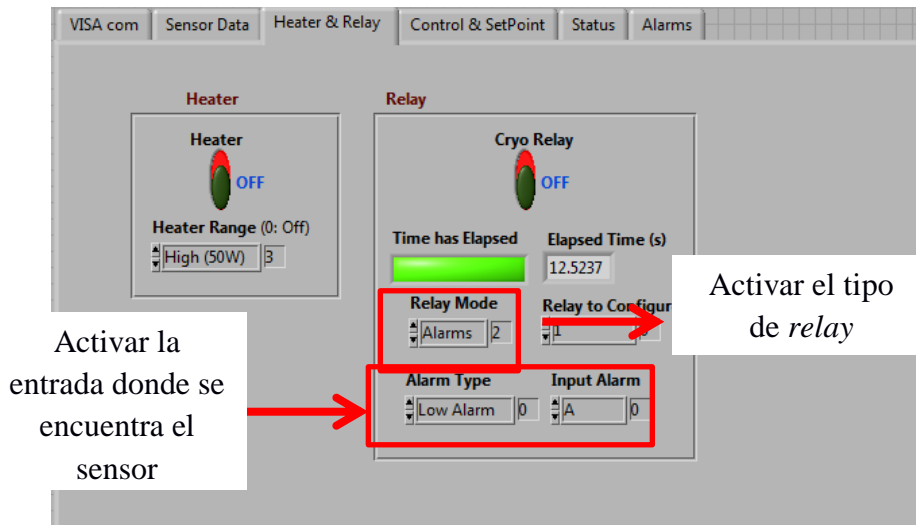 VISA com Sensor Data Heater & Relay Control & SetPoint Status Alarms
Heater
Heater
OFF
Heater Range (0: Off)
High (50W) 3
Relay
Cryo Relay
OFF
Time has Elapsed Elapsed Time (s)
12.5237
Relay Mode Relay to Configur
Alarms 2 1
Alarm Type Input Alarm
Low Alarm 0 A 0
Activar el tipo
de relay
Activar la
entrada donde se
encuentra el
sensor